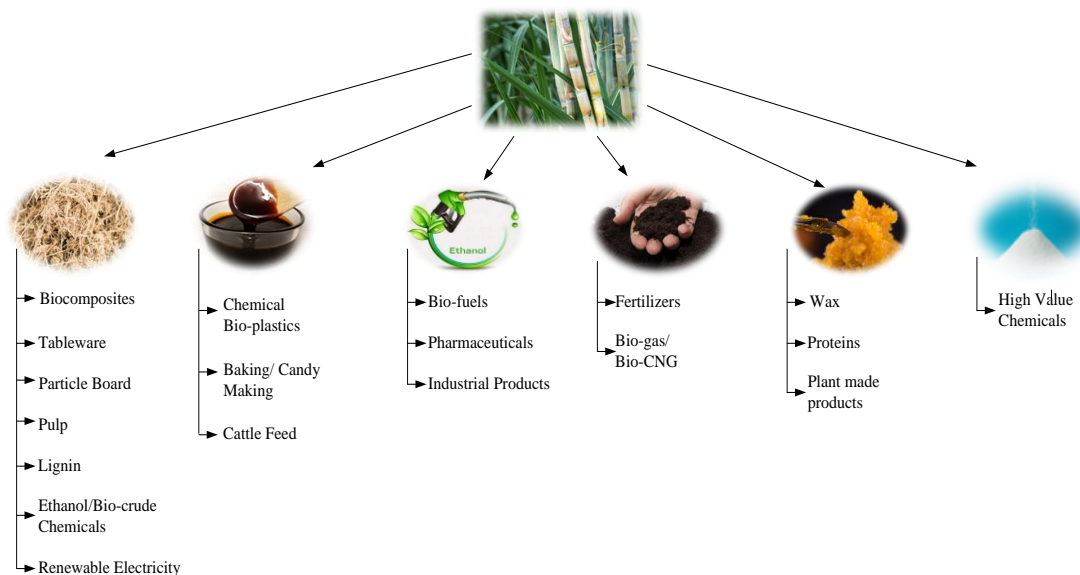 Ethanol
Biocomposites
Tableware
Particle Board
Pulp
Lignin
Ethanol/Bio-crude
Chemicals
Renewable Electricity
Chemical
Bio-plastics
Baking/ Candy
Making
Cattle Feed
Bio-fuels
Pharmaceuticals
Industrial Products
Fertilizers
Bio-gas/
Bio-CNG
Wax
Proteins
Plant made
products
High Value
Chemicals